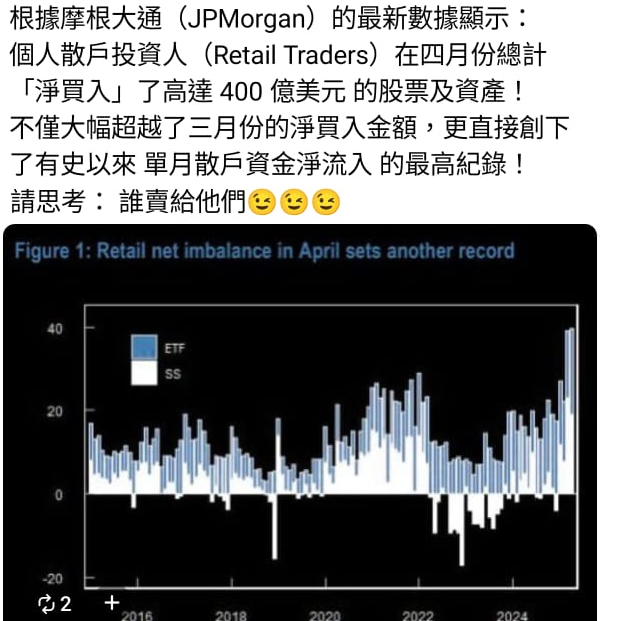 根據摩根大通（JPMorgan）的最新數據顯示：
個人散戶投資人（Retail Traders）在四月份總計
「淨買入」了高達 400 億美元 的股票及資產！
不僅大幅超越了三月份的淨買入金額，更直接創下
了有史以來 單月散戶資金淨流入 的最高紀錄！
請思考： 誰賣給他們😉😉😉
Figure 1: Retail net imbalance in April sets another record
40
ETF
SS
20
0
-20
2
2016 2018 2020 2022 2024